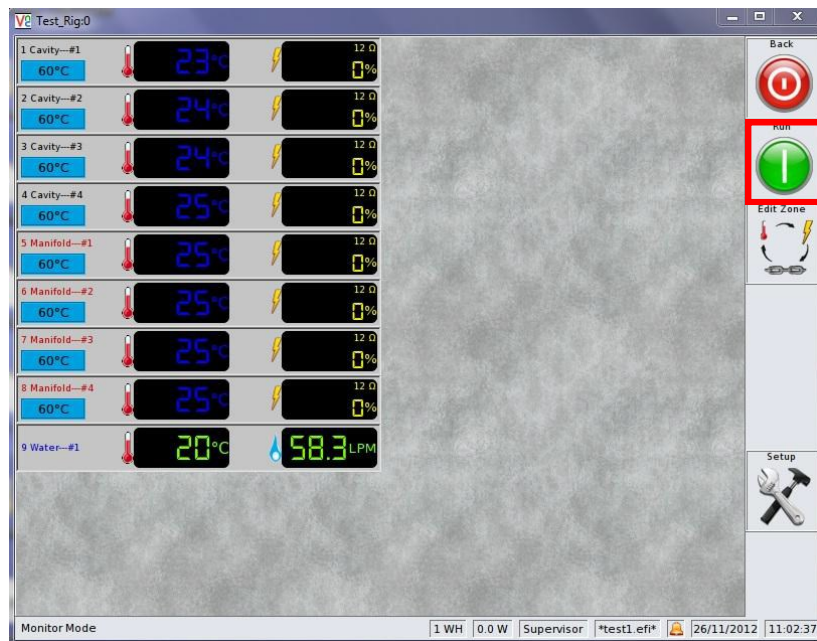 V2 Test_Rig:0
1 Cavity---#1
60°C
23°C
12 Ω
0%
2 Cavity---#2
60°C
24°C
12 Ω
0%
3 Cavity---#3
60°C
24°C
12 Ω
0%
4 Cavity---#4
60°C
25°C
12 Ω
0%
5 Manifold---#1
60°C
25°C
12 Ω
0%
6 Manifold---#2
60°C
25°C
12 Ω
0%
7 Manifold---#3
60°C
25°C
12 Ω
0%
8 Manifold---#4
60°C
25°C
12 Ω
0%
9 Water---#1
20°C
58.3 LPM
Back
Run
Edit Zone
Setup
Monitor Mode
1 WH
0.0 W
Supervisor
*test1.efi*
26/11/2012
11:02:37